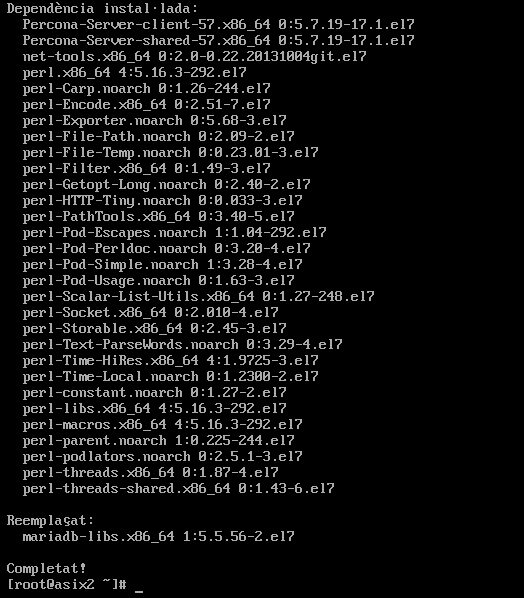 Dependència instal·lada:
Percona-Server-client-57.x86_64 0:5.7.19-17.1.el7
Percona-Server-shared-57.x86_64 0:5.7.19-17.1.el7
net-tools.x86_64 0:2.0-0.22.20131004git.el7
perl.x86_64 4:5.16.3-292.el7
perl-Carp.noarch 0:1.26-244.el7
perl-Encode.x86_64 0:2.51-7.el7
perl-Exporter.noarch 0:5.68-3.el7
perl-File-Path.noarch 0:2.09-2.el7
perl-File-Temp.noarch 0:0.23.01-3.el7
perl-Filter.x86_64 0:1.49-3.el7
perl-Getopt-Long.noarch 0:2.40-2.el7
perl-HTTP-Tiny.noarch 0:0.033-3.el7
perl-PathTools.x86_64 0:3.40-5.el7
perl-Pod-Escapes.noarch 1:1.04-292.el7
perl-Pod-Perldoc.noarch 0:3.20-4.el7
perl-Pod-Simple.noarch 1:3.28-4.el7
perl-Pod-Usage.noarch 0:1.63-3.el7
perl-Scalar-List-Utils.x86_64 0:1.27-248.el7
perl-Socket.x86_64 0:2.010-4.el7
perl-Storable.x86_64 0:2.45-3.el7
perl-Text-ParseWords.noarch 0:3.29-4.el7
perl-Time-HiRes.x86_64 4:1.9725-3.el7
perl-Time-Local.noarch 0:1.2300-2.el7
perl-constant.noarch 0:1.27-2.el7
perl-libs.x86_64 4:5.16.3-292.el7
perl-macros.x86_64 4:5.16.3-292.el7
perl-parent.noarch 1:0.225-244.el7
perl-podlators.noarch 0:2.5.1-3.el7
perl-threads.x86_64 0:1.87-4.el7
perl-threads-shared.x86_64 0:1.43-6.el7
Reemplaçat:
mariadb-libs.x86_64 1:5.5.56-2.el7
Completat!
[root@asix2 ~]# _